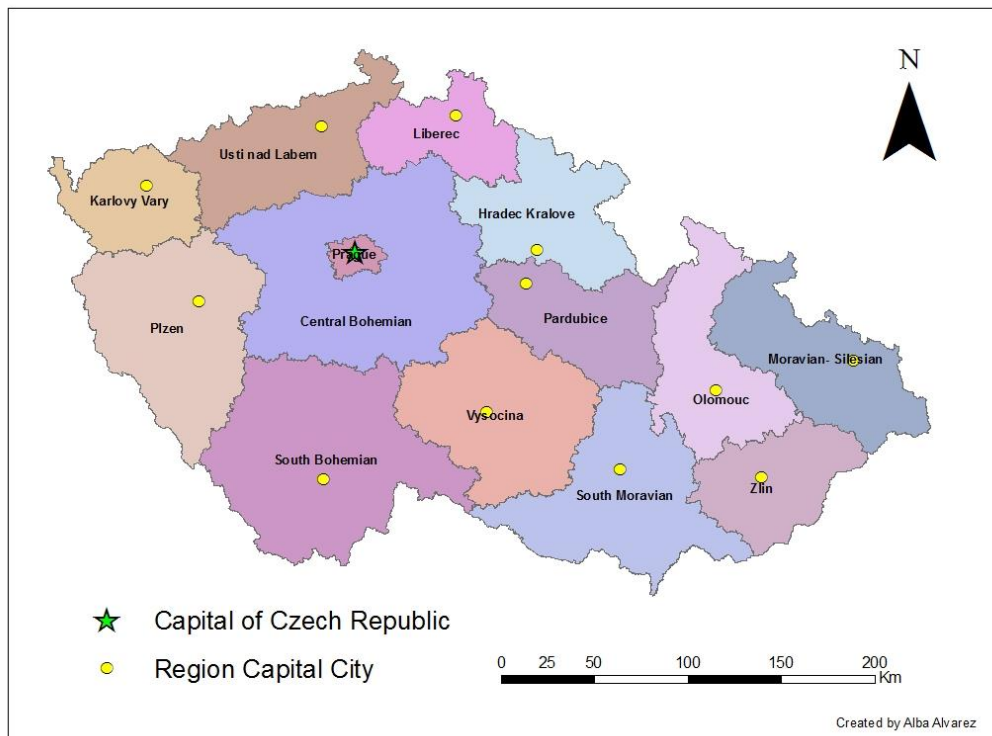 N
Liberec
Usti nad Labem
Karlovy Vary
Hradec Kralove
Prague
Central Bohemian
Pardubice
Plzen
Moravian- Silesian
Olomouc
Vysocina
South Bohemian
Zlin
South Moravian
Capital of Czech Republic
Region Capital City
0 25 50 100 150 200
Km
Created by Alba Alvarez